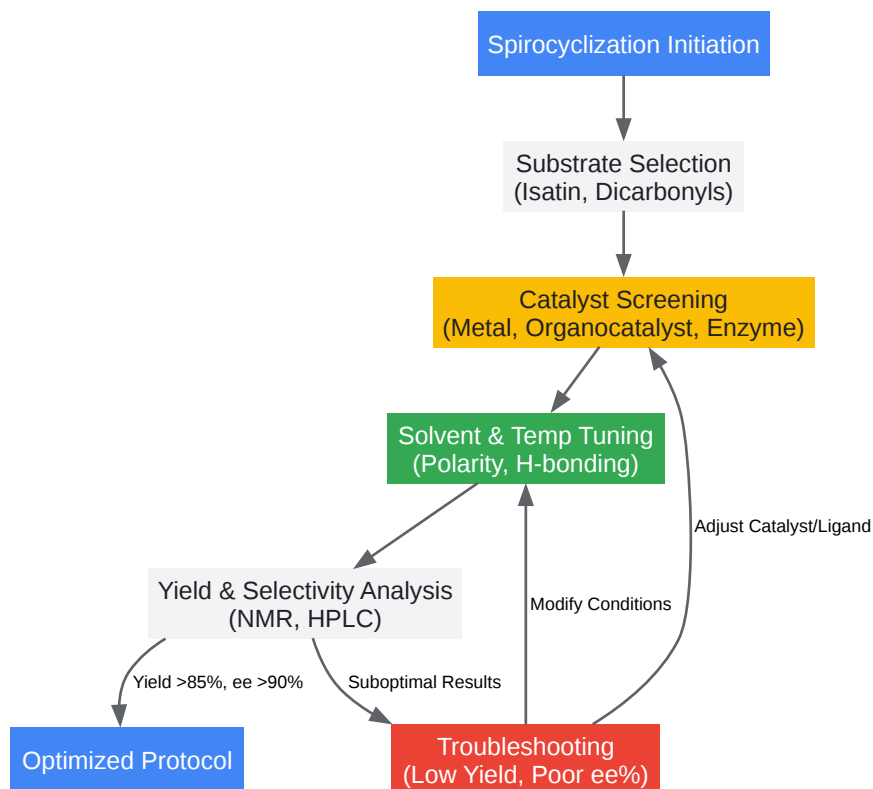 Spirocyclization Initiation
Substrate Selection
(Isatin, Dicarbonyls)
Catalyst Screening
(Metal, Organocatalyst, Enzyme)
Solvent & Temp Tuning
(Polarity, H-bonding)
Adjust Catalyst/Ligand
Modify Conditions
Yield & Selectivity Analysis
(NMR, HPLC)
Yield >85%, ee >90%
Suboptimal Results
Optimized Protocol
Troubleshooting
(Low Yield, Poor ee%)